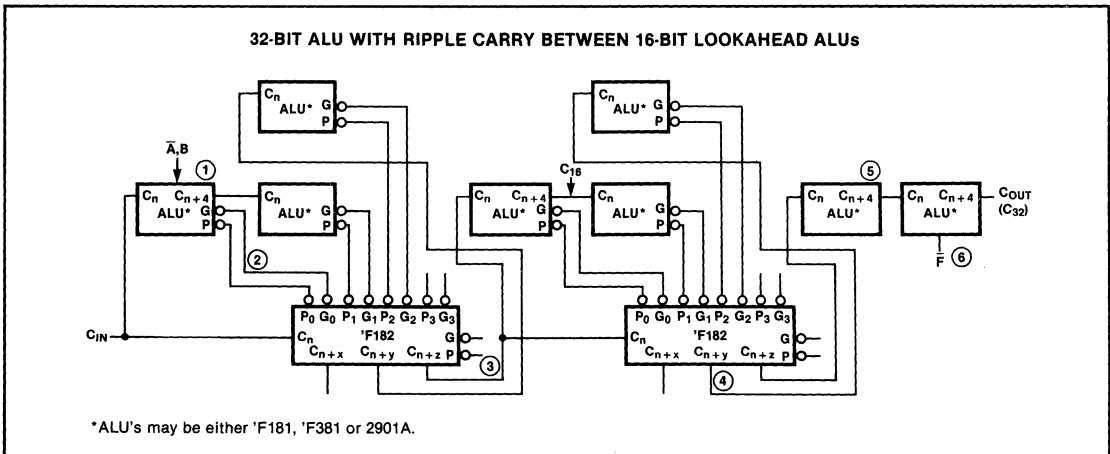 32-BIT ALU WITH RIPPLE CARRY BETWEEN 16-BIT LOOKAHEAD ALUs
Cn ALU* G P
Cn ALU* G P
A̅,B
1
Cn Cn+4 ALU* G P
Cn ALU* G P
C16
Cn Cn+4 ALU* G P
Cn ALU* G P
5
Cn Cn+4 ALU*
Cn Cn+4 ALU*
COUT
(C32)
2
F̅ 6
P0 G0 P1 G1 P2 G2 P3 G3
'F182
Cn G P
Cn+x Cn+y Cn+z
P0 G0 P1 G1 P2 G2 P3 G3
'F182
Cn G P
Cn+x Cn+y Cn+z
CIN
3
4
*ALU's may be either 'F181, 'F381 or 2901A.